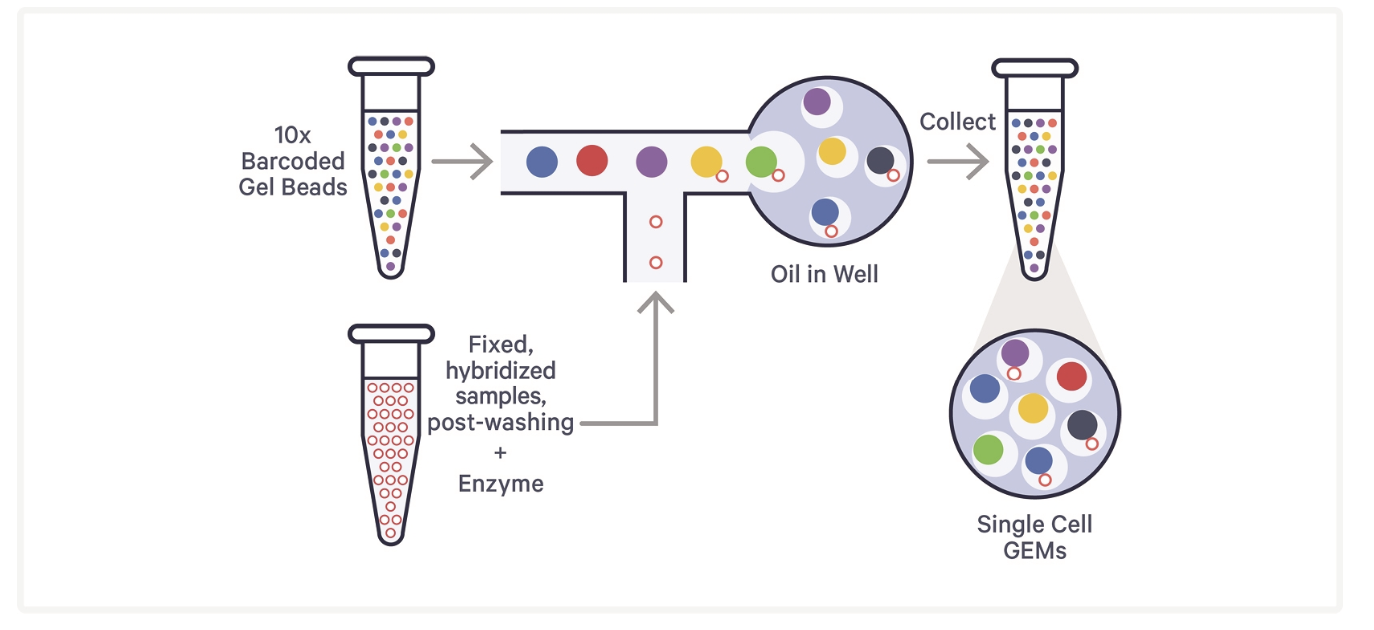 10x
Barcoded
Gel Beads
Collect
Oil in Well
Fixed,
hybridized
samples,
post-washing
+
Enzyme
Single Cell
GEMs